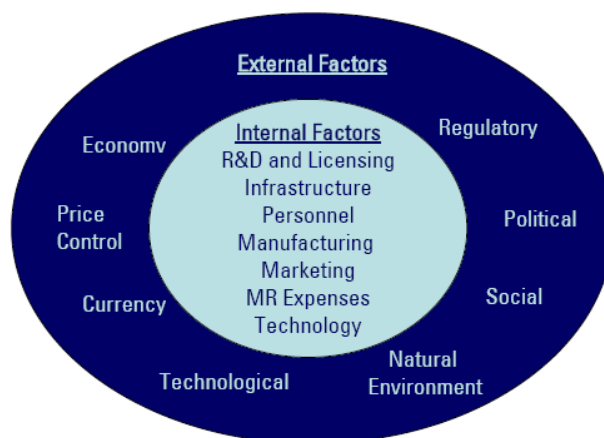 External Factors
Internal Factors
R&D and Licensing
Infrastructure
Personnel
Manufacturing
Marketing
MR Expenses
Technology
Economv
Price
Control
Currency
Technological
Regulatory
Political
Social
Natural
Environment